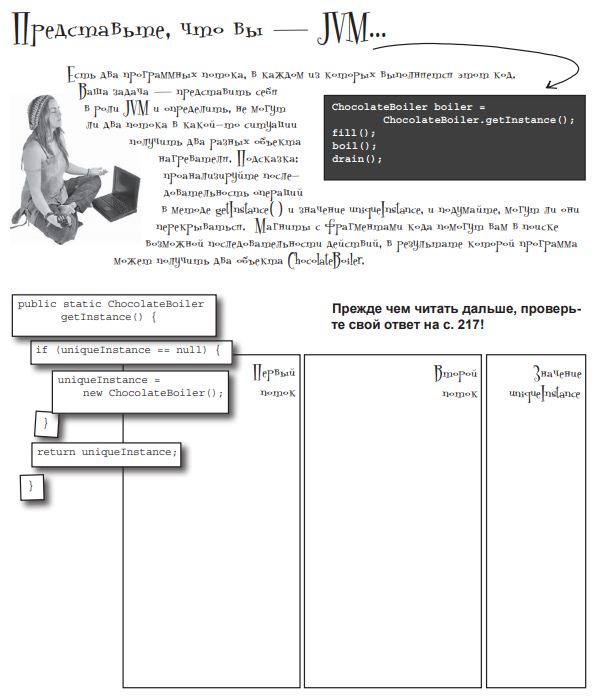 Представьте, что вы — JVM...
Есть два программных потока, в каждом из которых выполняется этот код.
Ваша задача — представить себя
в роли JVM и определить, не могут
ли два потока в какой-то ситуации
получить два разных объекта
нагревателя. Подсказка:
проанализируйте после-
довательность операций
в методе getInstance() и значение uniqueInstance, и подумайте, могут ли они
перекрываться. Магниты с фрагментами кода помогут вам в поиске
возможной последовательности действий, в результате которой программа
может получить два объекта ChocolateBoiler.
ChocolateBoiler boiler =
ChocolateBoiler.getInstance();
fill();
boil();
drain();
public static ChocolateBoiler
getInstance() {
if (uniqueInstance == null) {
uniqueInstance =
new ChocolateBoiler();
}
return uniqueInstance;
}
Прежде чем читать дальше, проверь-
те свой ответ на с. 217!
Первый
поток
Второй
поток
Значение
uniqueInstance